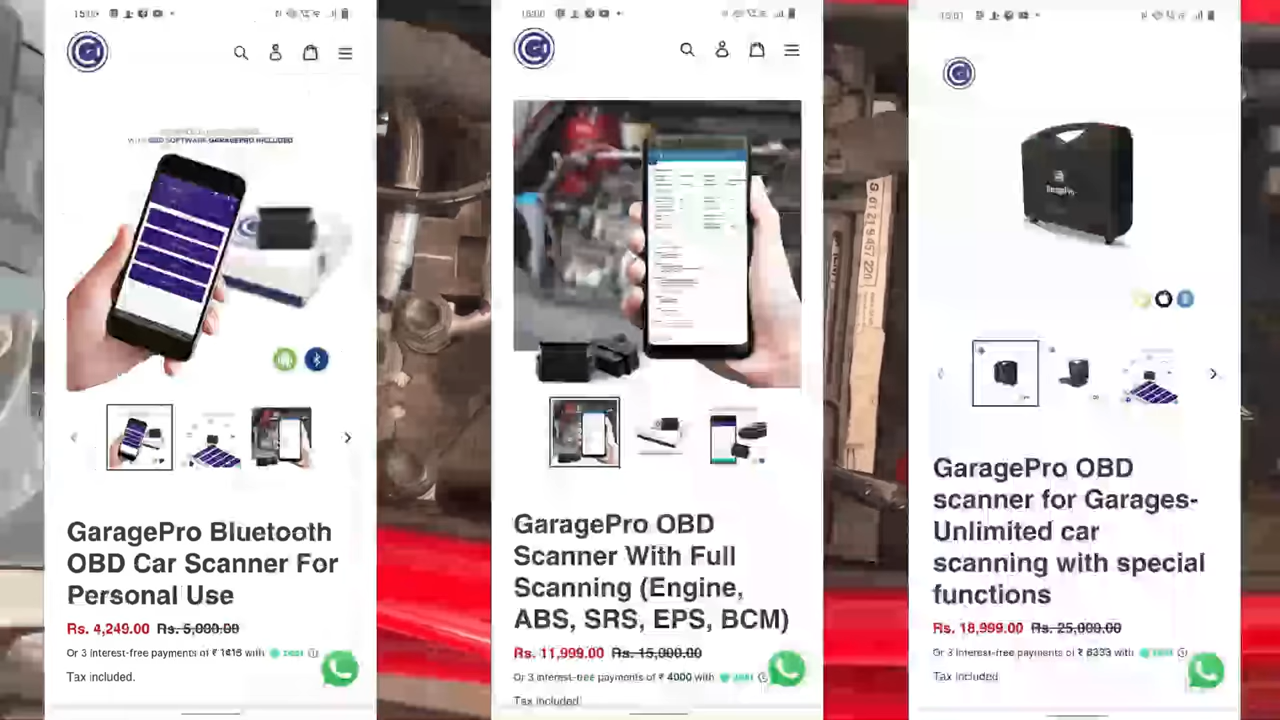 SOFTWARE GARAGEPRO INCLUDED
GaragePro Bluetooth
OBD Car Scanner For
Personal Use
Rs. 4,249.00 Rs. 5,000.00
Or 3 interest-free payments of ₹ 1416 with
Tax included.
GaragePro OBD
Scanner With Full
Scanning (Engine,
ABS, SRS, EPS, BCM)
Rs. 11,999.00 Rs. 15,000.00
Or 3 interest-free payments of ₹ 4000 with
Tax included.
GaragePro
GaragePro OBD
scanner for Garages-
Unlimited car
scanning with special
functions
Rs. 18,999.00 Rs. 25,000.00
Or 3 interest-free payments of ₹ 6333 with
Tax included